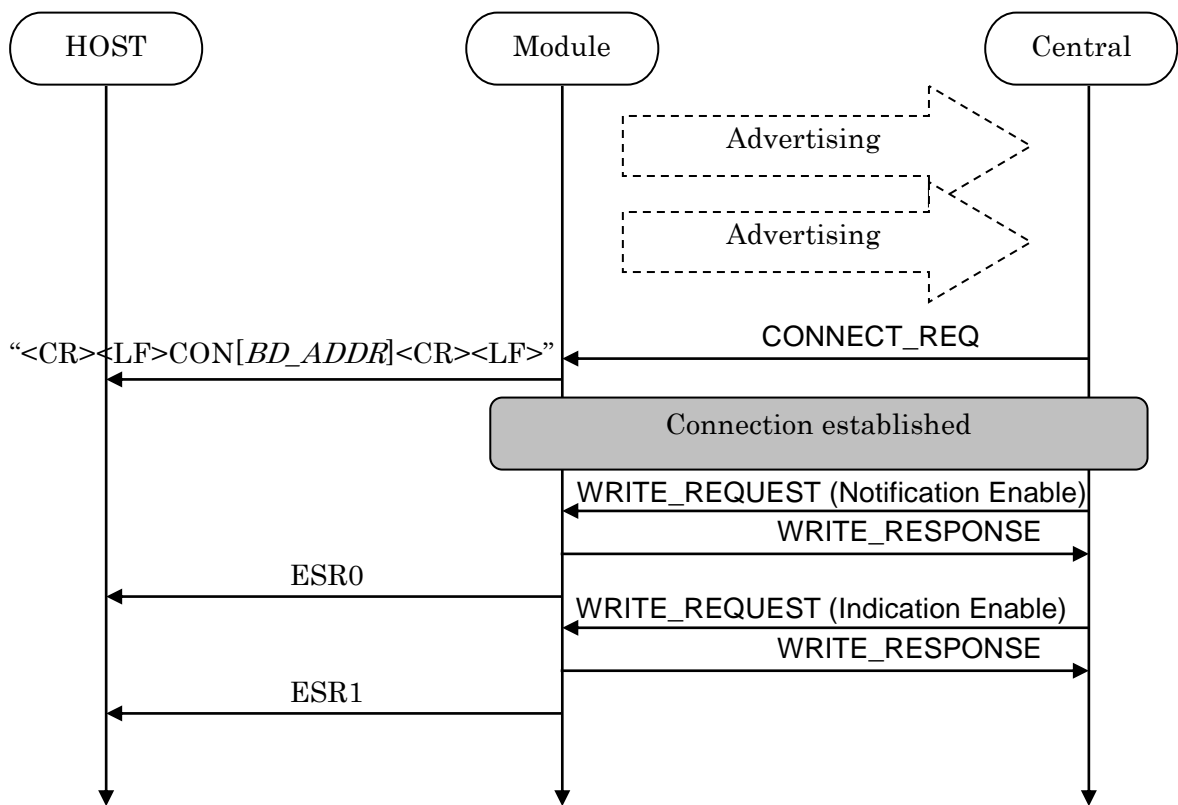 HOST
Module
Central
Advertising
Advertising
CONNECT_REQ
“<CR><LF>CON[BD_ADDR]<CR><LF>”
Connection established
WRITE_REQUEST (Notification Enable)
WRITE_RESPONSE
ESR0
WRITE_REQUEST (Indication Enable)
WRITE_RESPONSE
ESR1